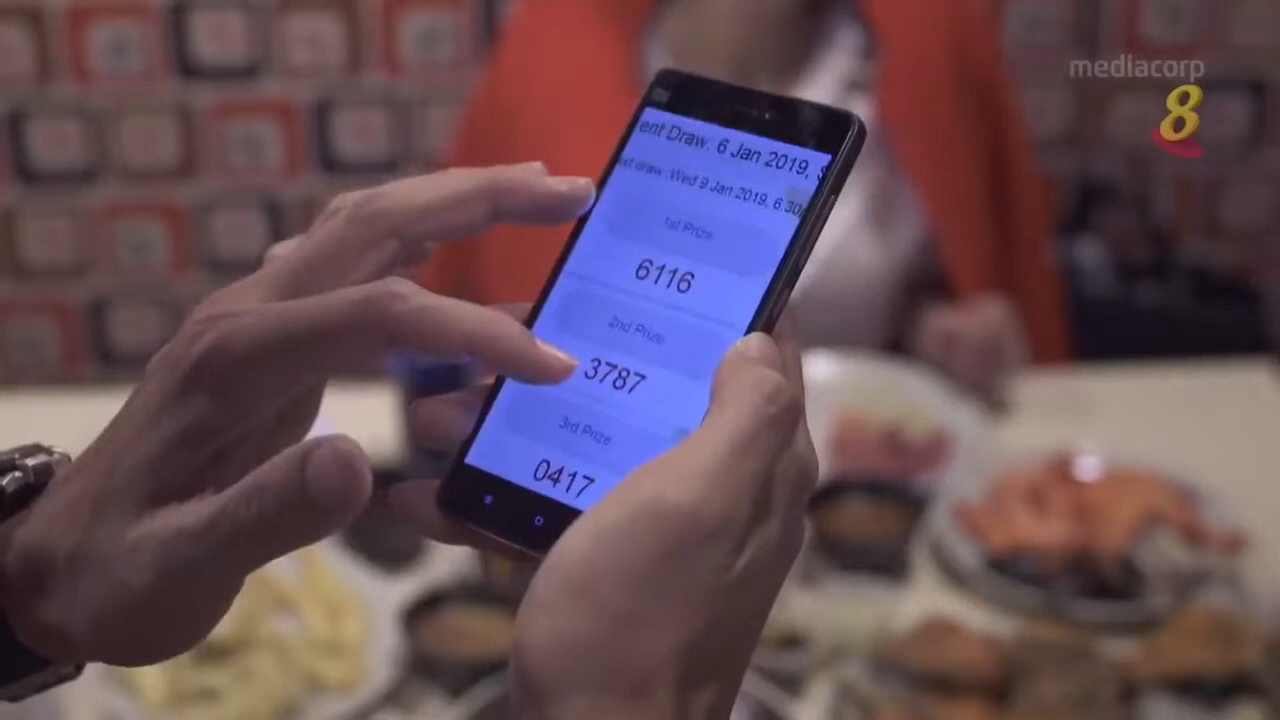 mediacorp
8
ent Draw. 6 Jan 2019, S
xt draw :Wed 9 Jan 2019, 6.30
1st Prize
6116
2nd Prize
3787
3rd Prize
0417